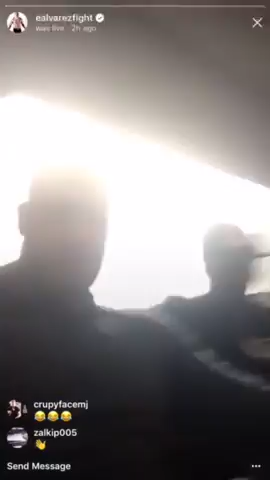 ealvarezfight
was live · 2h ago
crupyfacemj
😂😂😂
zalkip005
👋
Send Message